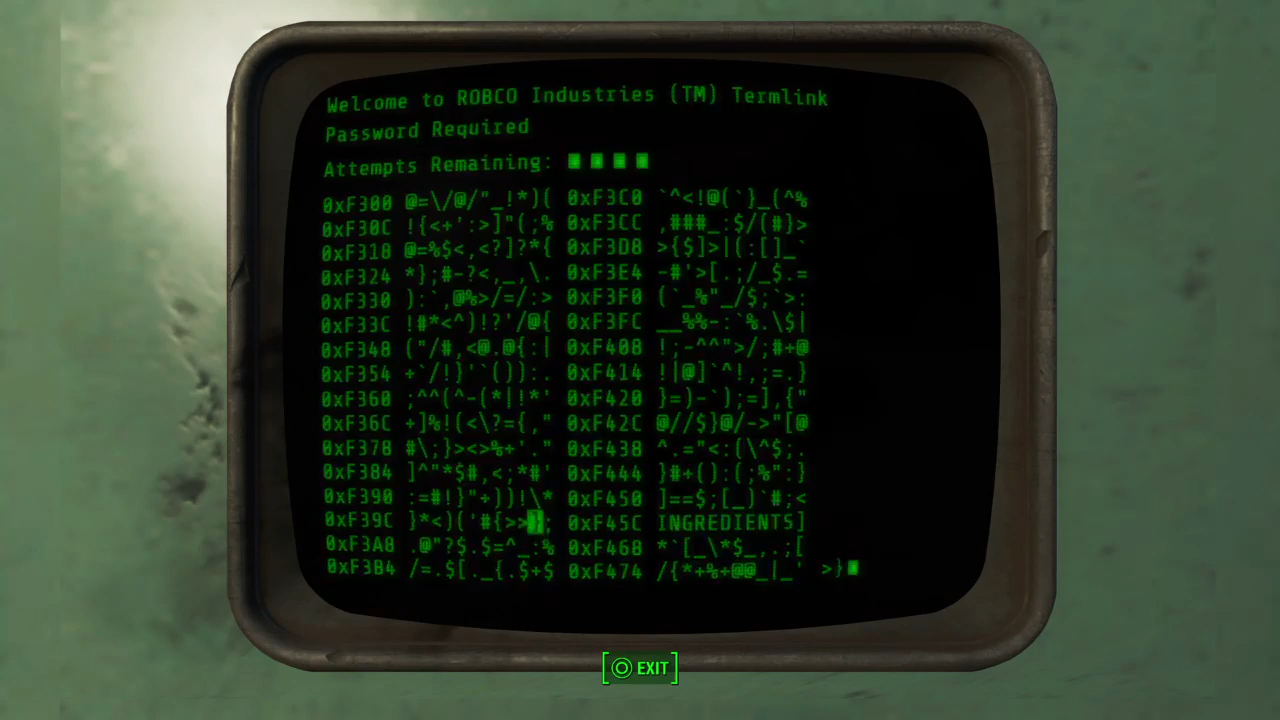 Welcome to ROBCO Industries (TM) Termlink
Password Required
Attempts Remaining: ■ ■ ■ ■
0xF300 @=\/@/"_!*)( 0xF3C0 `^<!@(`}_(^%
0xF30C !{<+':>]"(;% 0xF3CC ,###_:$/(#}>
0xF318 @=%$<,<?]?*{ 0xF3D8 >{$]>|(:[]_`
0xF324 *};#-?<,_,\. 0xF3E4 -#'>[.;/_$.=
0xF330 ):`,@%>/=/:> 0xF3F0 (`_%"_/$;`>:
0xF33C !#*<^)!?'/@{ 0xF3FC __%%-:`%.\$|
0xF348 ("/#,<@.@{:| 0xF408 !;-^^">/;#+@
0xF354 +`/!}'`()):. 0xF414 !|@]`^!,;=.}
0xF360 ;^^(^-(*|!*' 0xF420 }=)-`);=],{"
0xF36C +]%!(<\?={," 0xF42C @//$}@/->"[@
0xF378 #\;}><>%+'." 0xF438 ^.="<:(\^$;.
0xF384 ]^"*$#,<;*#' 0xF444 }#+():(;%":}
0xF390 :=#!}"+))!\* 0xF450 ]==$;[_)`#;<
0xF39C }*<)('#{>>}; 0xF45C INGREDIENTS]
0xF3A8 .@"?$.$=^_:% 0xF468 *`[_\*$_,.;[
0xF3B4 /=.$[._{.$+$ 0xF474 /{*+%+@@_|_' >}■
EXIT